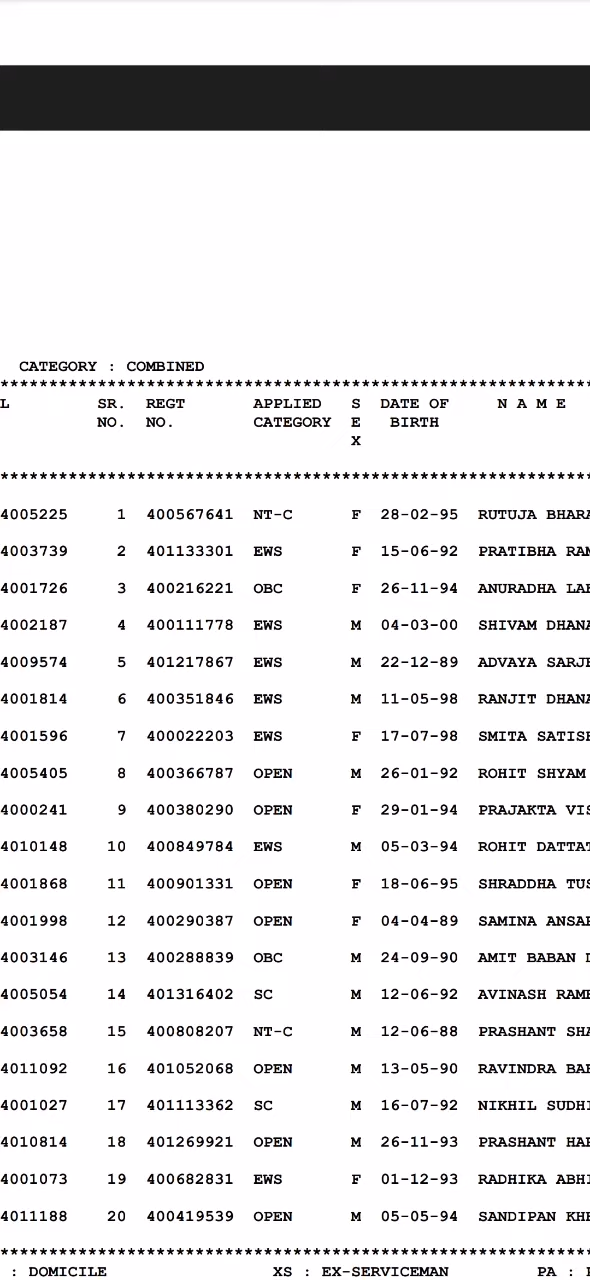 CATEGORY : COMBINED
********************************************************************
L SR. REGT APPLIED S DATE OF N A M E
NO. NO. CATEGORY E BIRTH
X
********************************************************************
4005225 1 400567641 NT-C F 28-02-95 RUTUJA BHARA
4003739 2 401133301 EWS F 15-06-92 PRATIBHA RAM
4001726 3 400216221 OBC F 26-11-94 ANURADHA LAH
4002187 4 400111778 EWS M 04-03-00 SHIVAM DHANA
4009574 5 401217867 EWS M 22-12-89 ADVAYA SARJE
4001814 6 400351846 EWS M 11-05-98 RANJIT DHANA
4001596 7 400022203 EWS F 17-07-98 SMITA SATISH
4005405 8 400366787 OPEN M 26-01-92 ROHIT SHYAM
4000241 9 400380290 OPEN F 29-01-94 PRAJAKTA VIS
4010148 10 400849784 EWS M 05-03-94 ROHIT DATTAT
4001868 11 400901331 OPEN F 18-06-95 SHRADDHA TUS
4001998 12 400290387 OPEN F 04-04-89 SAMINA ANSAR
4003146 13 400288839 OBC M 24-09-90 AMIT BABAN
4005054 14 401316402 SC M 12-06-92 AVINASH RAME
4003658 15 400808207 NT-C M 12-06-88 PRASHANT SHA
4011092 16 401052068 OPEN M 13-05-90 RAVINDRA BAB
4001027 17 401113362 SC M 16-07-92 NIKHIL SUDHI
4010814 18 401269921 OPEN M 26-11-93 PRASHANT HAR
4001073 19 400682831 EWS F 01-12-93 RADHIKA ABHI
4011188 20 400419539 OPEN M 05-05-94 SANDIPAN KHE
********************************************************************
: DOMICILE XS : EX-SERVICEMAN PA :